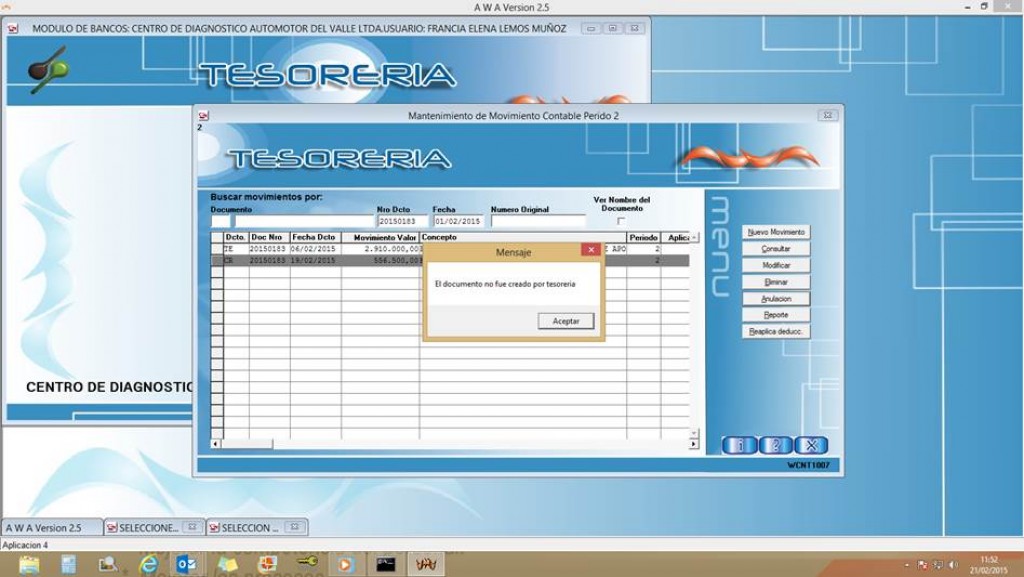 A W A Version 2.5
MODULO DE BANCOS: CENTRO DE DIAGNOSTICO AUTOMOTOR DEL VALLE LTDA.USUARIO: FRANCIA ELENA LEMOS MUÑOZ
TESORERIA
Mantenimiento de Movimiento Contable Perido 2
2
TESORERIA
Buscar movimientos por:
Documento
Nro Dcto
Fecha
Numero Original
Ver Nombre del Documento
20150183
01/02/2015
Dcto. Doc Nro Fecha Dcto Movimiento Valor Concepto Periodo Aplica
TE 20150183 06/02/2015 2.910.000,00 E APO 2
CR 20150183 19/02/2015 556.500,00 2
Mensaje
El documento no fue creado por tesoreria
Aceptar
menu
Nuevo Movimiento
Consultar
Modificar
Eliminar
Anulacion
Reporte
Reaplica deducc.
WCNT1007
CENTRO DE DIAGNOSTIC
A W A Version 2.5
SELECCIONE...
SELECCION ...
Aplicacion 4
11:52
21/02/2015